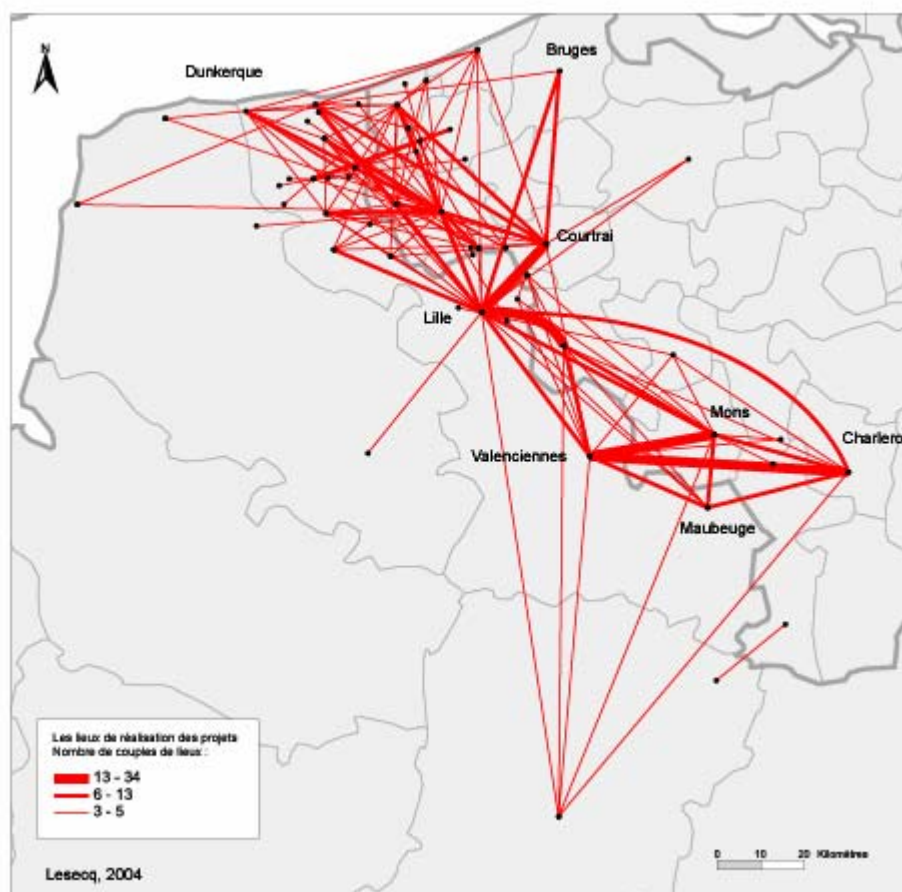 N
Dunkerque
Bruges
Courtrai
Lille
Mons
Valenciennes
Charlero
Maubeuge
Les lieux de réalisation des projets
Nombre de couples de lieux :
13 - 34
6 - 13
3 - 5
0 10 20 Kilomètres
Lesecq, 2004